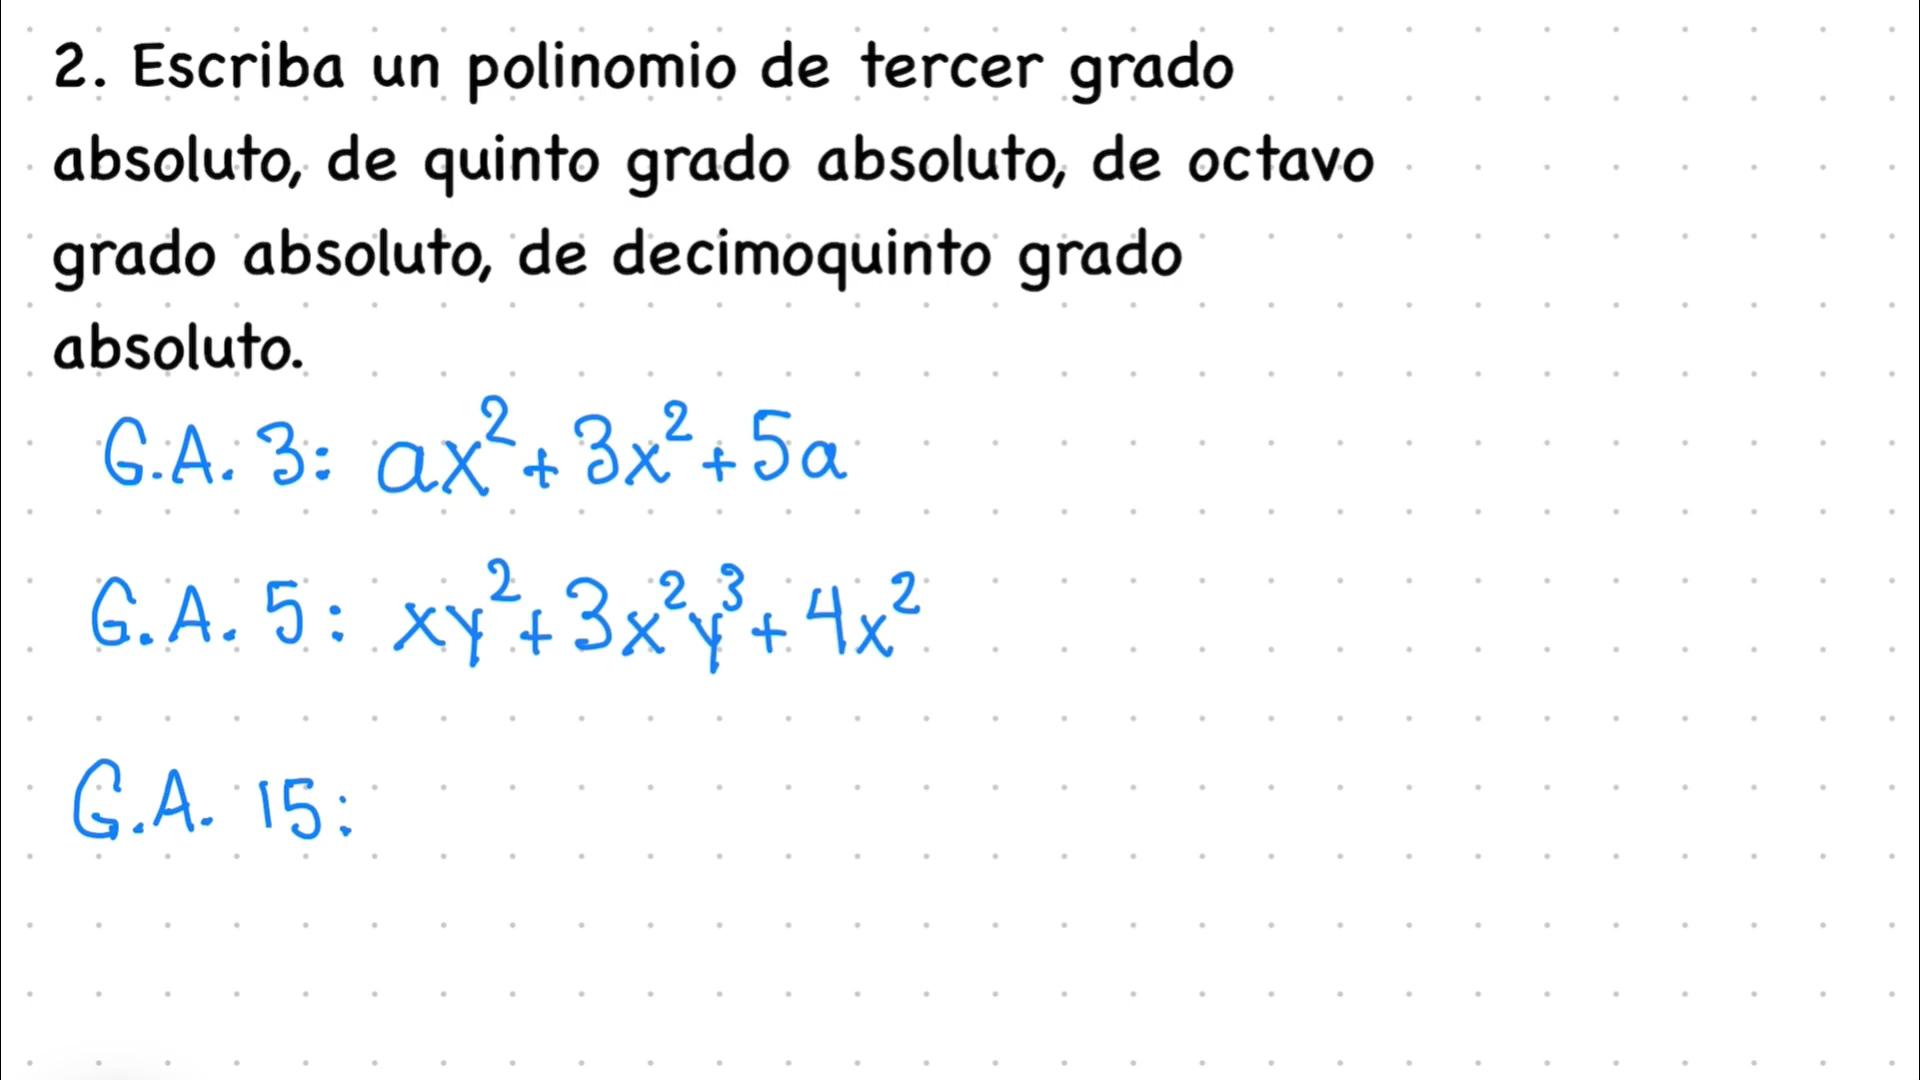 2. Escriba un polinomio de tercer grado
absoluto, de quinto grado absoluto, de octavo
grado absoluto, de decimoquinto grado
absoluto.
G.A. 3: ax² + 3x² + 5a
G.A. 5: xy² + 3x²y³ + 4x²
G.A. 15: